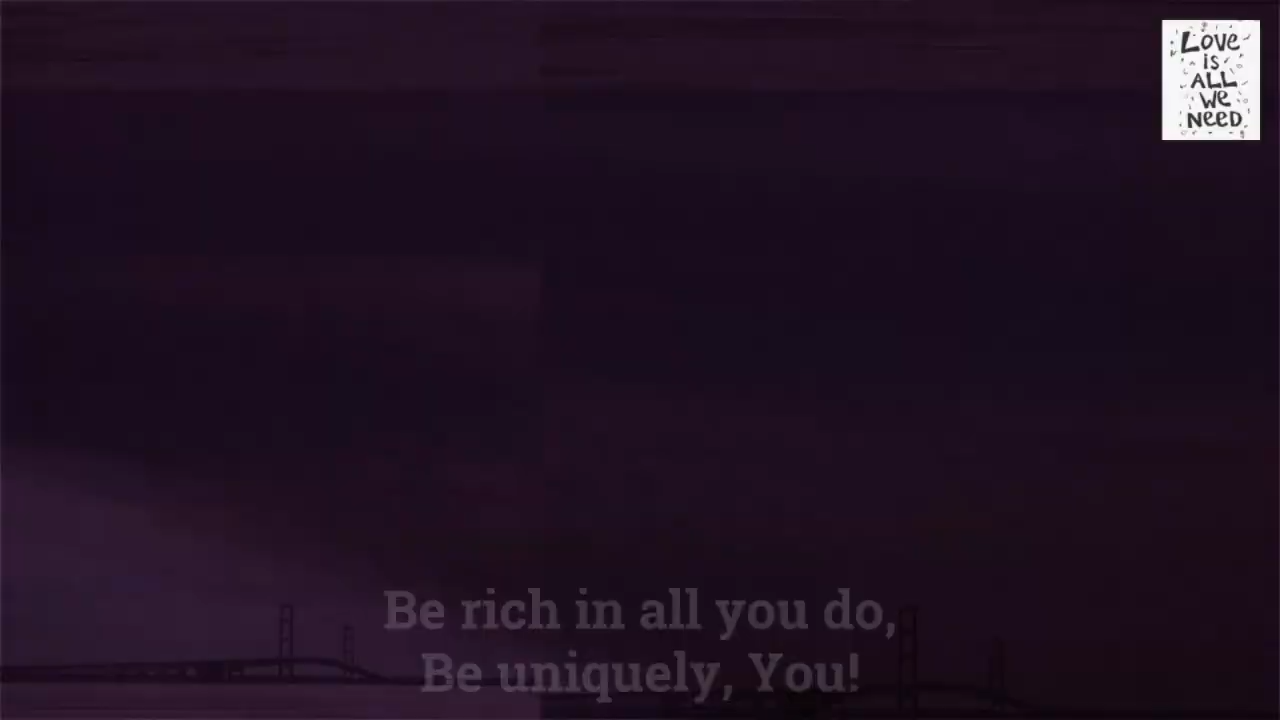 Love
is
ALL
we
NeeD
Be rich in all you do,
Be uniquely, You!